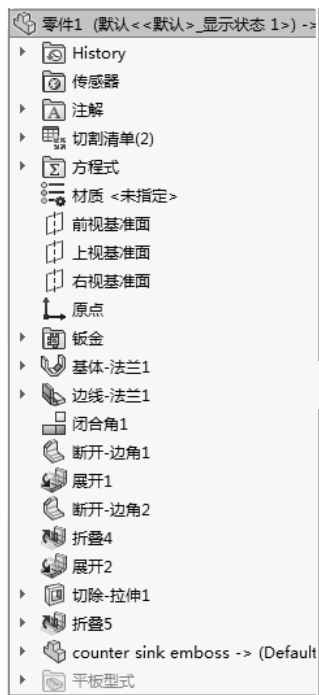 零件1 (默认<<默认>_显示状态 1>) ->
History
传感器
注解
切割清单(2)
方程式
材质 <未指定>
前视基准面
上视基准面
右视基准面
原点
钣金
基体-法兰1
边线-法兰1
闭合角1
断开-边角1
展开1
断开-边角2
折叠4
展开2
切除-拉伸1
折叠5
counter sink emboss -> (Default
平板型式